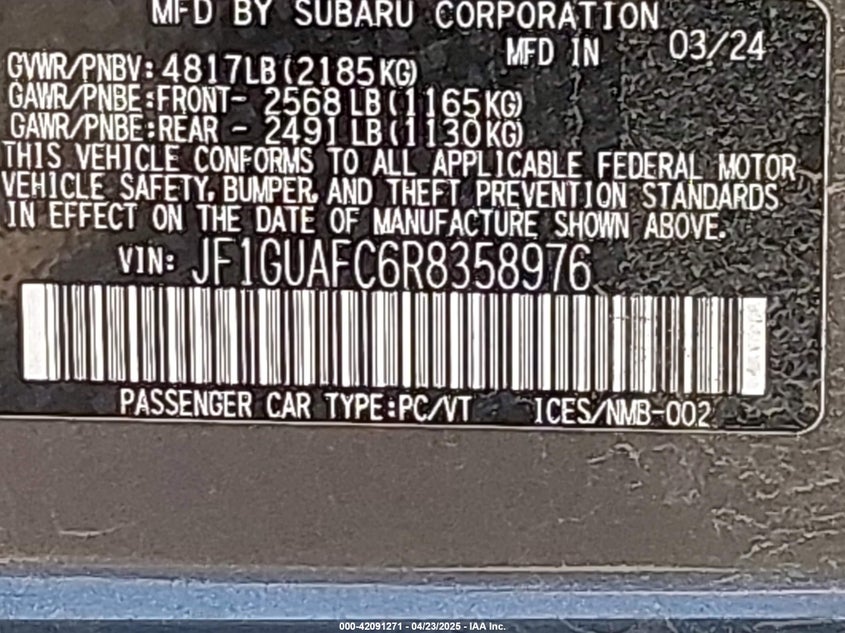 MFD BY SUBARU CORPORATION
MFD IN 03/24
GVWR/PNBV: 4817LB (2185KG)
GAWR/PNBE:FRONT- 2568 LB (1165KG)
GAWR/PNBE:REAR - 2491 LB (1130KG)
THIS VEHICLE CONFORMS TO ALL APPLICABLE FEDERAL MOTOR
VEHICLE SAFETY, BUMPER, AND THEFT PREVENTION STANDARDS
IN EFFECT ON THE DATE OF MANUFACTURE SHOWN ABOVE.
VIN: JF1GUAFC6R8358976
PASSENGER CAR TYPE:PC/VT ICES/NMB-002
000-42091271 - 04/23/2025 - IAA Inc.